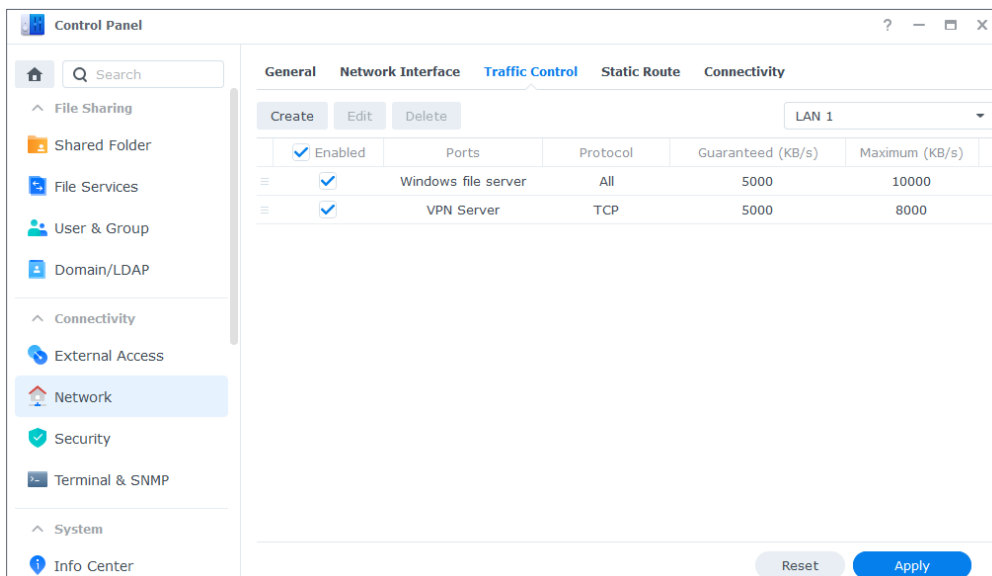 Control Panel
?
Search
General Network Interface Traffic Control Static Route Connectivity
File Sharing
Shared Folder
File Services
User & Group
Domain/LDAP
Connectivity
External Access
Network
Security
Terminal & SNMP
System
Info Center
Create Edit Delete LAN 1
Enabled Ports Protocol Guaranteed (KB/s) Maximum (KB/s)
Windows file server All 5000 10000
VPN Server TCP 5000 8000
Reset Apply